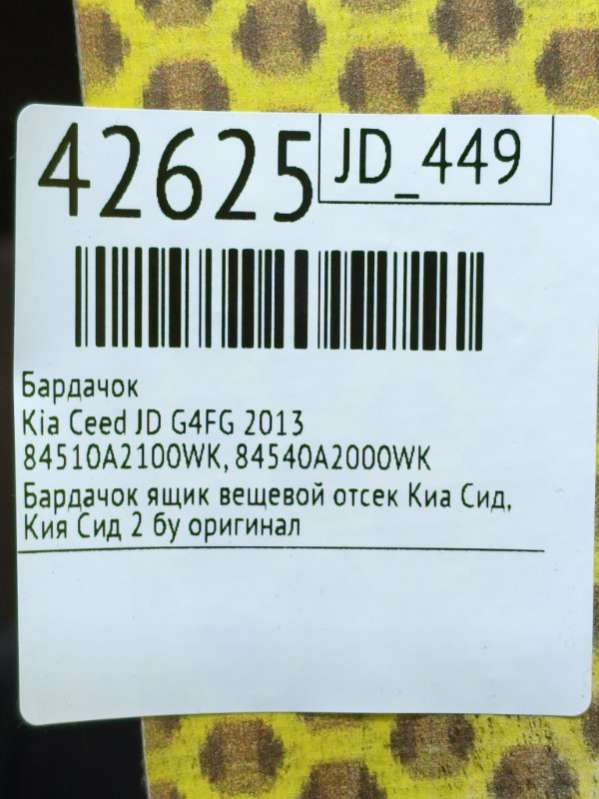 42625
JD_449
Бардачок
Kia Ceed JD G4FG 2013
84510A2100WK, 84540A2000WK
Бардачок ящик вещевой отсек Киа Сид,
Кия Сид 2 бу оригинал